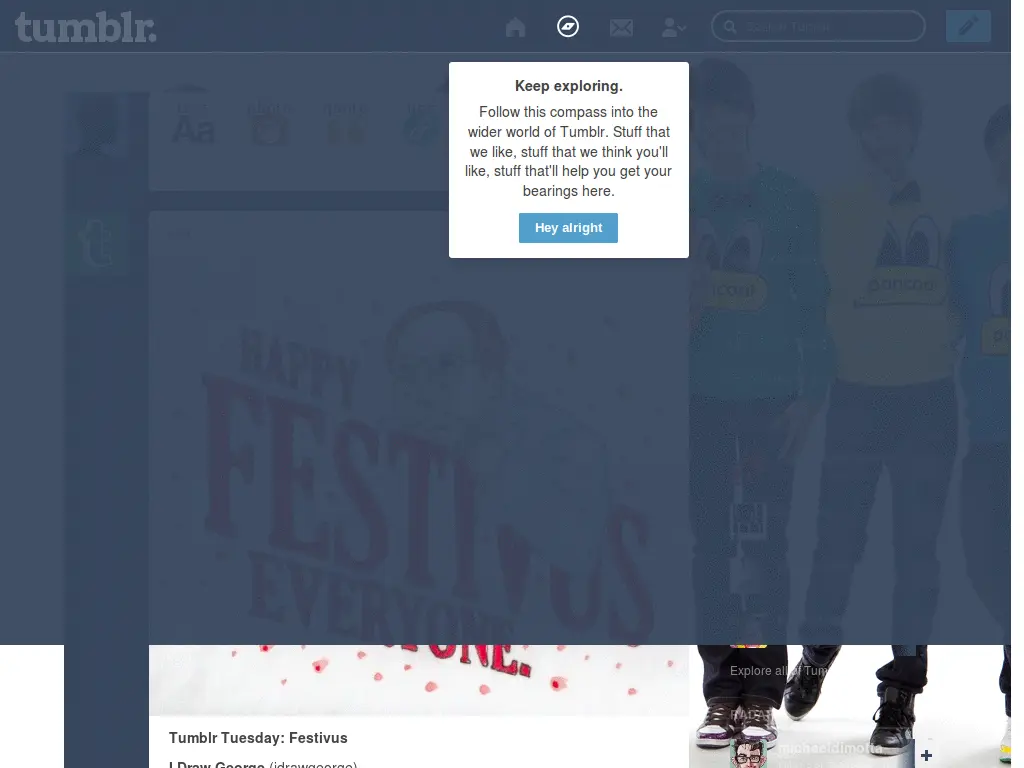 tumblr.
Search Tumblr
Keep exploring.
Follow this compass into the
wider world of Tumblr. Stuff that
we like, stuff that we think you'll
like, stuff that'll help you get your
bearings here.
Hey alright
Aa
HAPPY
FESTIVUS
EVERYONE.
Explore all of Tum
RADAR
Tumblr Tuesday: Festivus
michaeldimotta
I Draw George (idrawgeorge)